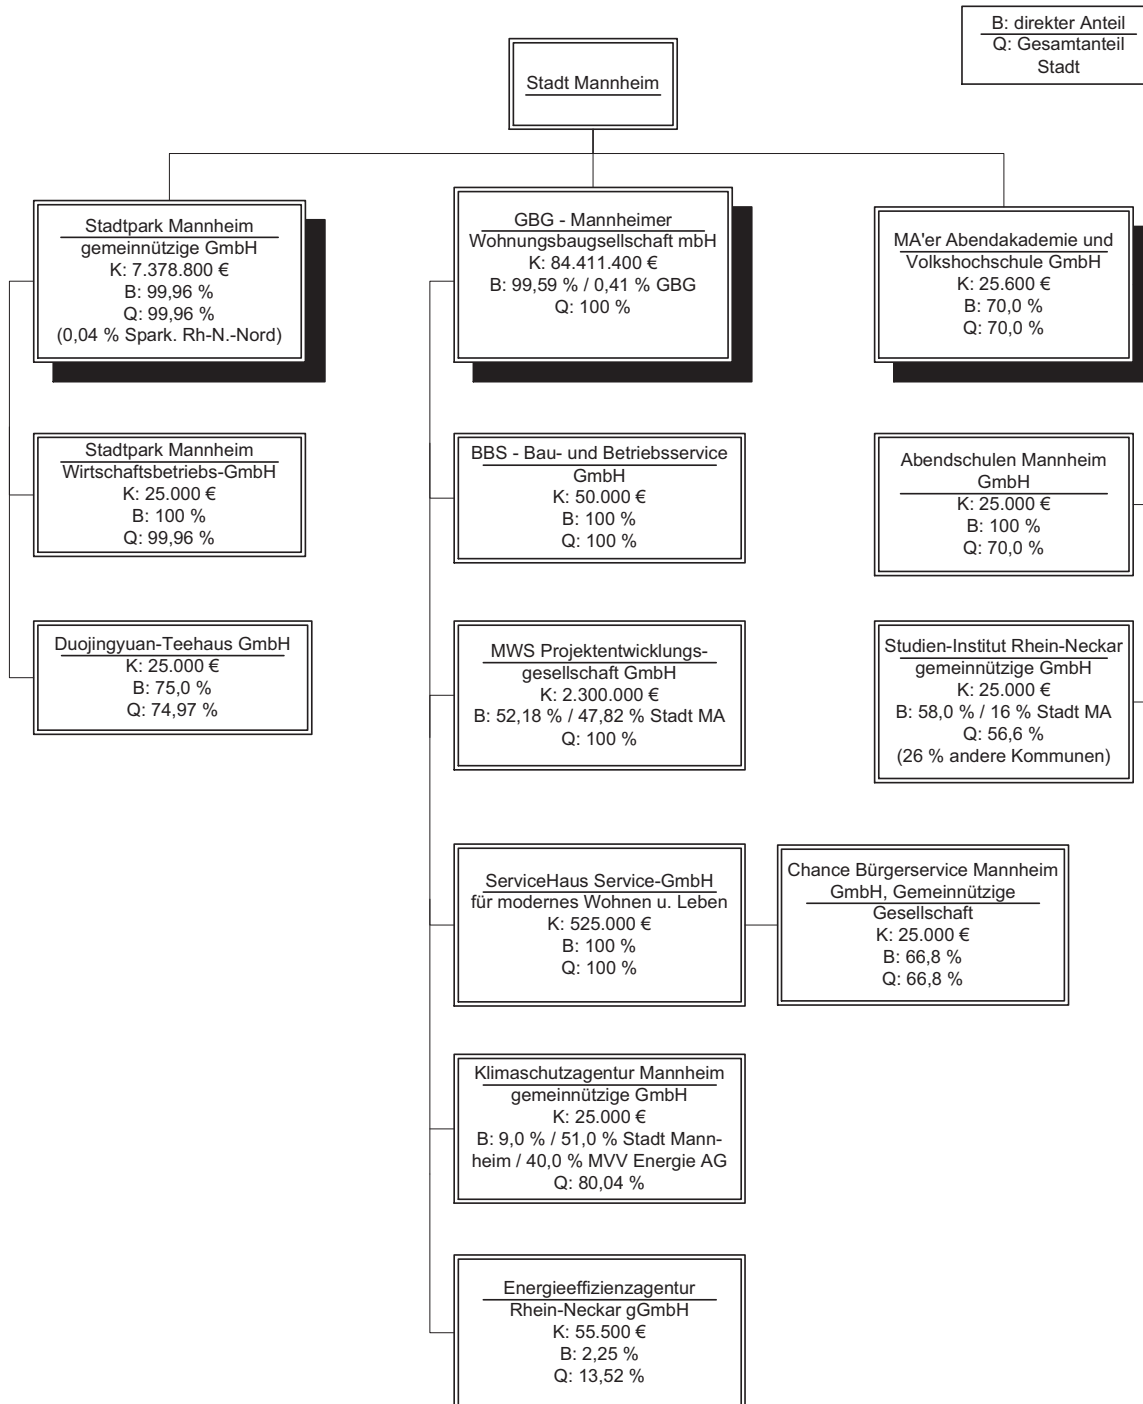 B: direkter Anteil
Q: Gesamtanteil
Stadt
Stadt Mannheim
Stadtpark Mannheim
gemeinnützige GmbH
K: 7.378.800 €
B: 99,96 %
Q: 99,96 %
(0,04 % Spark. Rh-N.-Nord)
GBG - Mannheimer
Wohnungsbaugsellschaft mbH
K: 84.411.400 €
B: 99,59 % / 0,41 % GBG
Q: 100 %
MA'er Abendakademie und
Volkshochschule GmbH
K: 25.600 €
B: 70,0 %
Q: 70,0 %
Stadtpark Mannheim
Wirtschaftsbetriebs-GmbH
K: 25.000 €
B: 100 %
Q: 99,96 %
BBS - Bau- und Betriebsservice
GmbH
K: 50.000 €
B: 100 %
Q: 100 %
Abendschulen Mannheim
GmbH
K: 25.000 €
B: 100 %
Q: 70,0 %
Duojingyuan-Teehaus GmbH
K: 25.000 €
B: 75,0 %
Q: 74,97 %
MWS Projektentwicklungs-
gesellschaft GmbH
K: 2.300.000 €
B: 52,18 % / 47,82 % Stadt MA
Q: 100 %
Studien-Institut Rhein-Neckar
gemeinnützige GmbH
K: 25.000 €
B: 58,0 % / 16 % Stadt MA
Q: 56,6 %
(26 % andere Kommunen)
ServiceHaus Service-GmbH
für modernes Wohnen u. Leben
K: 525.000 €
B: 100 %
Q: 100 %
Chance Bürgerservice Mannheim
GmbH, Gemeinnützige
Gesellschaft
K: 25.000 €
B: 66,8 %
Q: 66,8 %
Klimaschutzagentur Mannheim
gemeinnützige GmbH
K: 25.000 €
B: 9,0 % / 51,0 % Stadt Mann-
heim / 40,0 % MVV Energie AG
Q: 80,04 %
Energieeffizienzagentur
Rhein-Neckar gGmbH
K: 55.500 €
B: 2,25 %
Q: 13,52 %